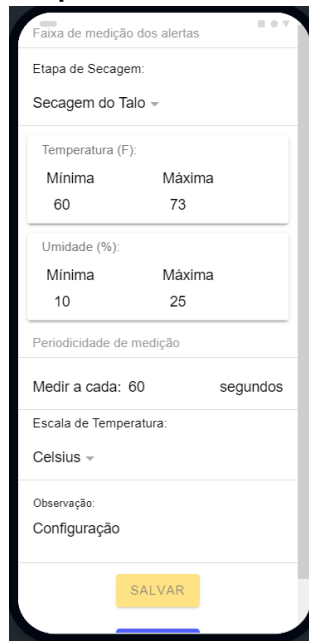 Faixa de medição dos alertas
Etapa de Secagem:
Secagem do Talo
Temperatura (F):
Mínima Máxima
60 73
Umidade (%):
Mínima Máxima
10 25
Periodicidade de medição
Medir a cada: 60 segundos
Escala de Temperatura:
Celsius
Observação:
Configuração
SALVAR